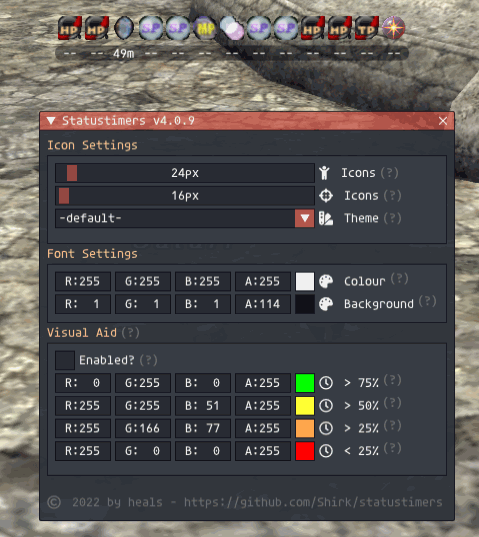 HP HP SP SP MP SP SP HP HP TP
-- -- 49m -- -- -- -- -- -- -- -- -- --
▼ Statustimers v4.0.9 ×
Icon Settings
24px Icons (?)
16px Icons (?)
-default- ▼ Theme (?)
Font Settings
R:255 G:255 B:255 A:255 Colour (?)
R: 1 G: 1 B: 1 A:114 Background (?)
Visual Aid (?)
Enabled? (?)
R: 0 G:255 B: 0 A:255 > 75% (?)
R:255 G:255 B: 51 A:255 > 50% (?)
R:255 G:166 B: 77 A:255 > 25% (?)
R:255 G: 0 B: 0 A:255 < 25% (?)
© 2022 by heals - https://github.com/Shirk/statustimers